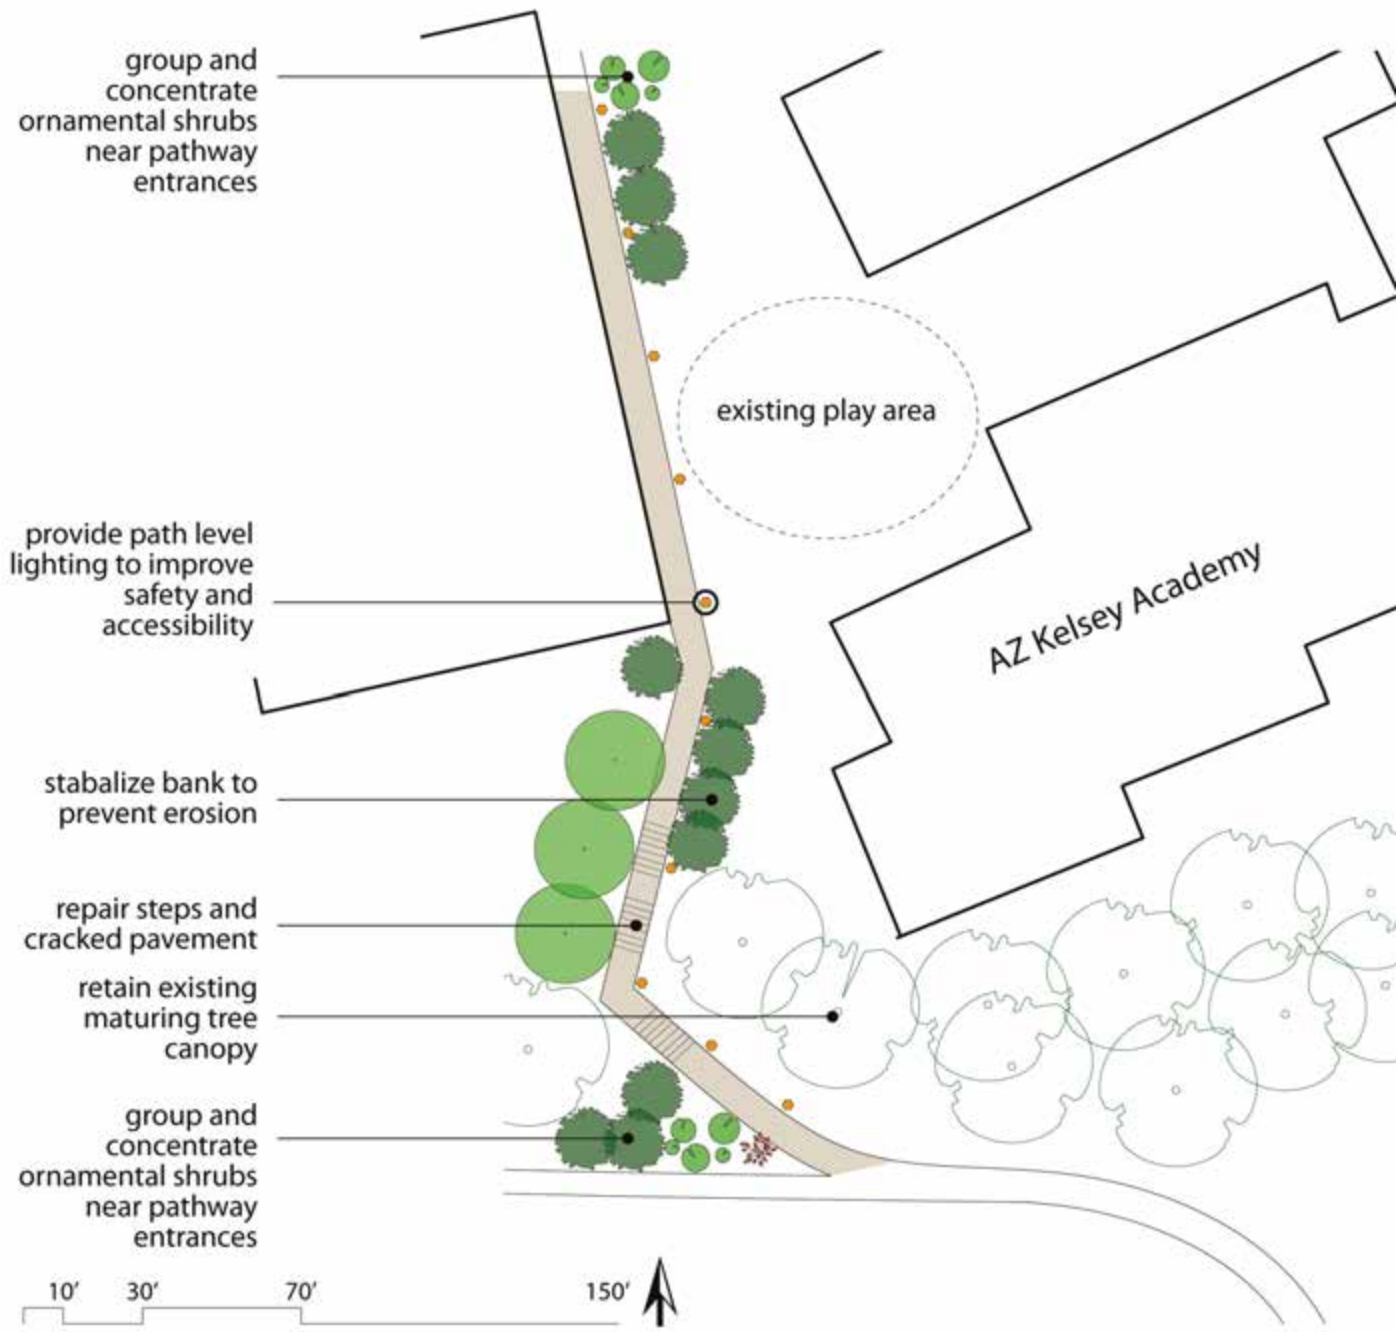 group and
concentrate
ornamental shrubs
near pathway
entrances
existing play area
provide path level
lighting to improve
safety and
accessibility
AZ Kelsey Academy
stabalize bank to
prevent erosion
repair steps and
cracked pavement
retain existing
maturing tree
canopy
group and
concentrate
ornamental shrubs
near pathway
entrances
10' 30' 70' 150'